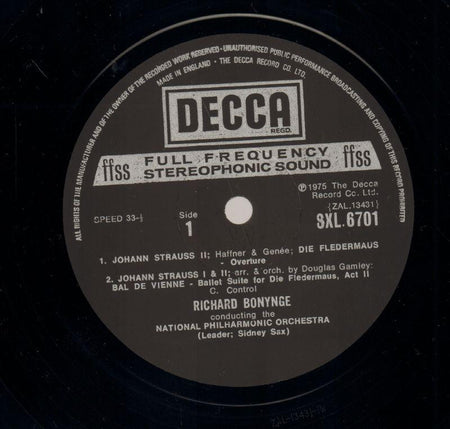 ALL RIGHTS OF THE MANUFACTURER AND OF THE OWNER OF THE RECORDED WORK RESERVED - UNAUTHORISED PUBLIC PERFORMANCE BROADCASTING AND COPYING OF THIS RECORD PROHIBITED
MADE IN ENGLAND · THE DECCA RECORD CO. LTD.
DECCA
REGD.
ffss FULL FREQUENCY ffss
STEREOPHONIC SOUND
℗ 1975 The Decca
Record Co. Ltd.
(ZAL.13431)
SPEED 33-⅓
Side
1
SXL.6701
1. JOHANN STRAUSS II; Haffner & Genée; DIE FLEDERMAUS
- Overture
2. JOHANN STRAUSS I & II; arr. & orch. by Douglas Gamley:
BAL DE VIENNE - Ballet Suite for Die Fledermaus, Act II
C. Control
RICHARD BONYNGE
conducting the
NATIONAL PHILHARMONIC ORCHESTRA
(Leader; Sidney Sax)